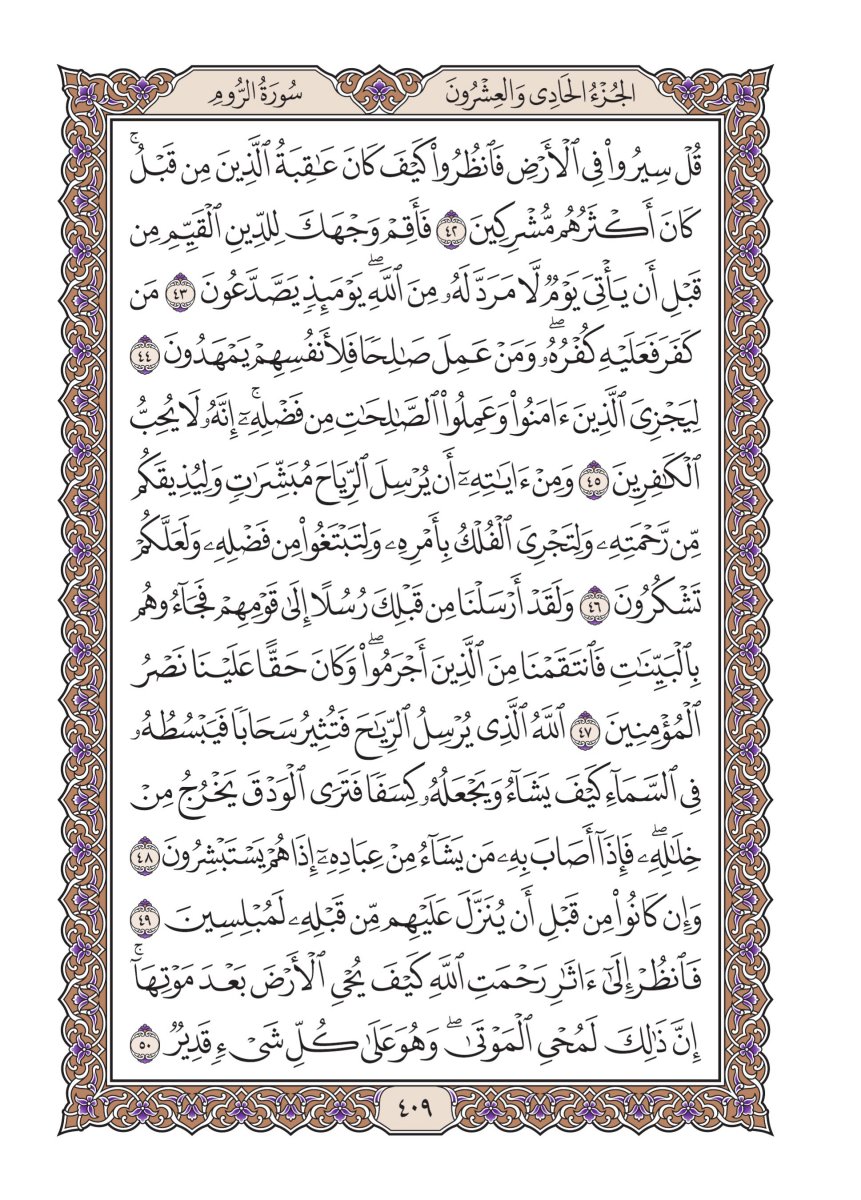 الجُزْءُ الحَادِى وَالعِشْرُونَ
سُورَةُ الرُّومِ
قُلْ سِيرُوا۟ فِى ٱلْأَرْضِ فَٱنظُرُوا۟ كَيْفَ كَانَ عَـٰقِبَةُ ٱلَّذِينَ مِن قَبْلُ ۚ
كَانَ أَكْثَرُهُم مُّشْرِكِينَ ٤٢ فَأَقِمْ وَجْهَكَ لِلدِّينِ ٱلْقَيِّمِ مِن
قَبْلِ أَن يَأْتِىَ يَوْمٌ لَّا مَرَدَّ لَهُۥ مِنَ ٱللَّهِ ۖ يَوْمَئِذٍ يَصَّدَّعُونَ ٤٣ مَن
كَفَرَ فَعَلَيْهِ كُفْرُهُۥ ۖ وَمَنْ عَمِلَ صَـٰلِحًا فَلِأَنفُسِهِمْ يَمْهَدُونَ ٤٤
لِيَجْزِىَ ٱلَّذِينَ ءَامَنُوا۟ وَعَمِلُوا۟ ٱلصَّـٰلِحَـٰتِ مِن فَضْلِهِۦٓ ۚ إِنَّهُۥ لَا يُحِبُّ
ٱلْكَـٰفِرِينَ ٤٥ وَمِنْ ءَايَـٰتِهِۦٓ أَن يُرْسِلَ ٱلرِّيَاحَ مُبَشِّرَٰتٍ وَلِيُذِيقَكُم
مِّن رَّحْمَتِهِۦ وَلِتَجْرِىَ ٱلْفُلْكُ بِأَمْرِهِۦ وَلِتَبْتَغُوا۟ مِن فَضْلِهِۦ وَلَعَلَّكُمْ
تَشْكُرُونَ ٤٦ وَلَقَدْ أَرْسَلْنَا مِن قَبْلِكَ رُسُلًا إِلَىٰ قَوْمِهِمْ فَجَآءُوهُم
بِٱلْبَيِّنَـٰتِ فَٱنتَقَمْنَا مِنَ ٱلَّذِينَ أَجْرَمُوا۟ ۖ وَكَانَ حَقًّا عَلَيْنَا نَصْرُ
ٱلْمُؤْمِنِينَ ٤٧ ٱللَّهُ ٱلَّذِى يُرْسِلُ ٱلرِّيَـٰحَ فَتُثِيرُ سَحَابًا فَيَبْسُطُهُۥ
فِى ٱلسَّمَآءِ كَيْفَ يَشَآءُ وَيَجْعَلُهُۥ كِسَفًا فَتَرَى ٱلْوَدْقَ يَخْرُجُ مِنْ
خِلَـٰلِهِۦ ۖ فَإِذَآ أَصَابَ بِهِۦ مَن يَشَآءُ مِنْ عِبَادِهِۦٓ إِذَا هُمْ يَسْتَبْشِرُونَ ٤٨
وَإِن كَانُوا۟ مِن قَبْلِ أَن يُنَزَّلَ عَلَيْهِم مِّن قَبْلِهِۦ لَمُبْلِسِينَ ٤٩
فَٱنظُرْ إِلَىٰٓ ءَاثَـٰرِ رَحْمَتِ ٱللَّهِ كَيْفَ يُحْىِ ٱلْأَرْضَ بَعْدَ مَوْتِهَآ ۚ
إِنَّ ذَٰلِكَ لَمُحْىِ ٱلْمَوْتَىٰ ۖ وَهُوَ عَلَىٰ كُلِّ شَىْءٍ قَدِيرٌ ٥٠
٤٠٩